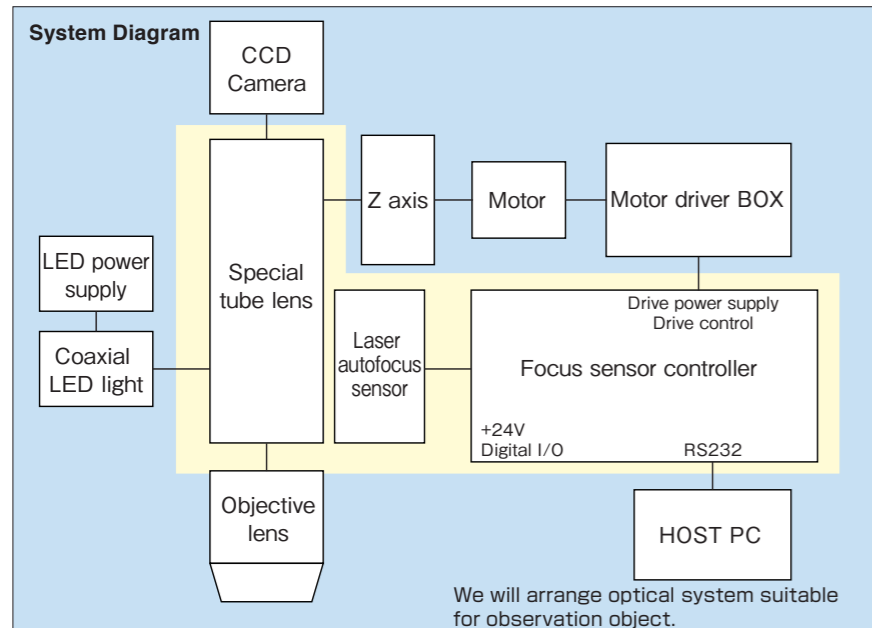 System Diagram
CCD
Camera
Z axis
Motor
Motor driver BOX
LED power
supply
Special
tube lens
Coaxial
LED light
Laser
autofocus
sensor
Drive power supply
Drive control
Focus sensor controller
+24V
Digital I/O
RS232
Objective
lens
HOST PC
We will arrange optical system suitable
for observation object.